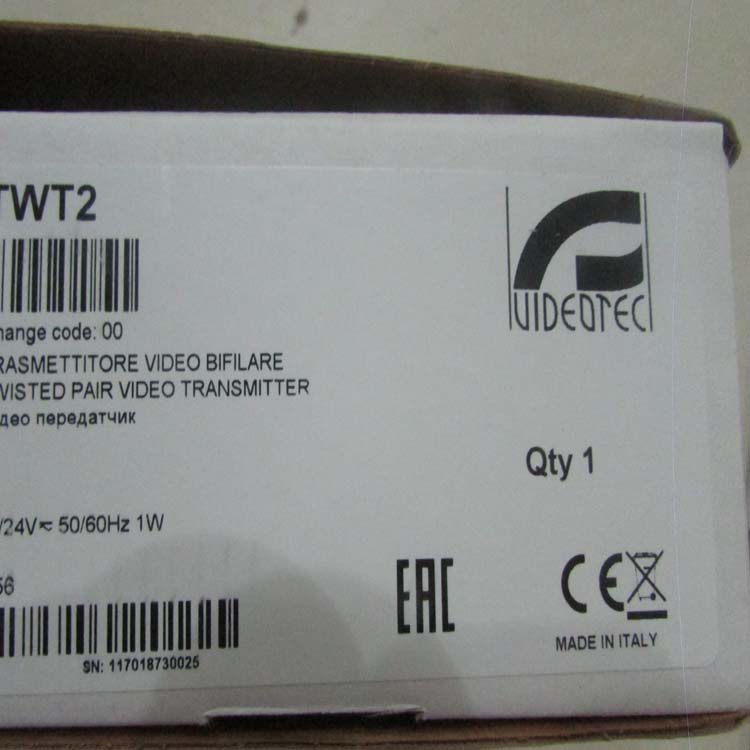 TWT2
VIDEOTEC
hange code: 00
RASMETTITORE VIDEO BIFILARE
WISTED PAIR VIDEO TRANSMITTER
део передатчик
Qty 1
/24V⎓ 50/60Hz 1W
56
EAC
CE
MADE IN ITALY
SN: 117018730025